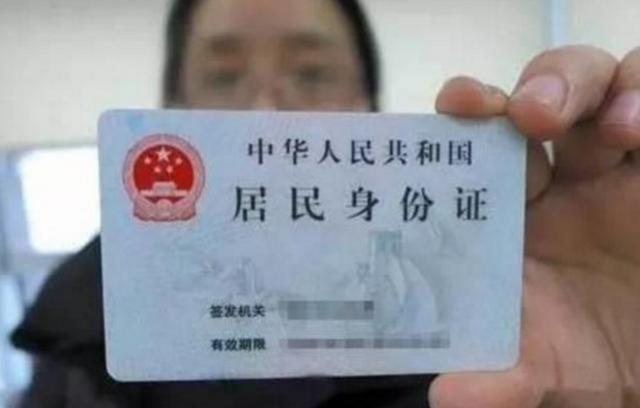 中华人民共和国
居民身份证
签发机关
有效期限